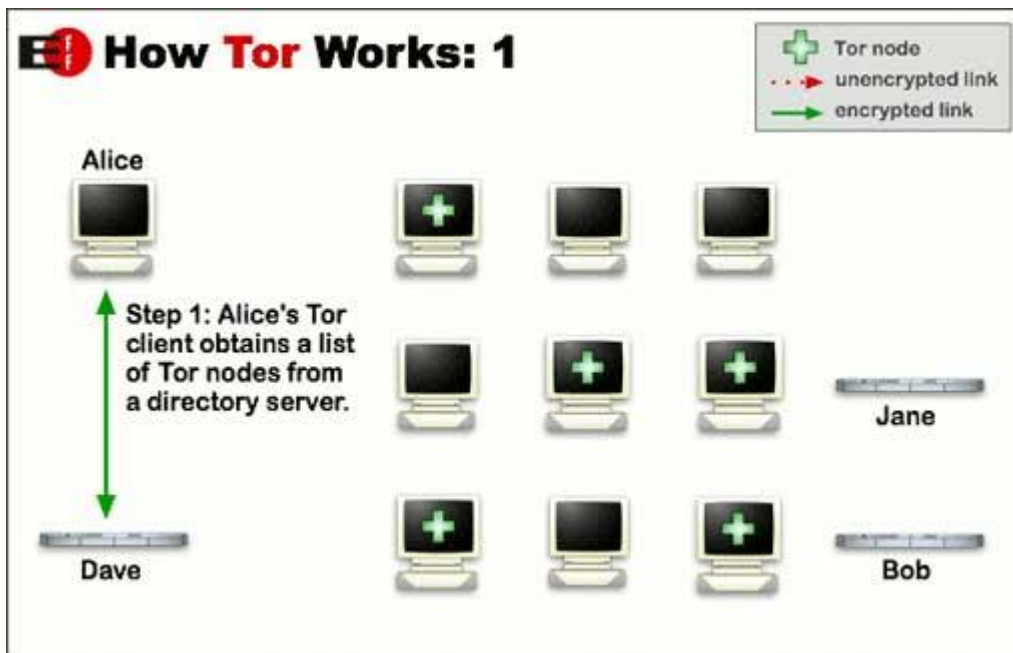 EFF How Tor Works: 1
Tor node
unencrypted link
encrypted link
Alice
Step 1: Alice's Tor
client obtains a list
of Tor nodes from
a directory server.
Jane
Dave
Bob